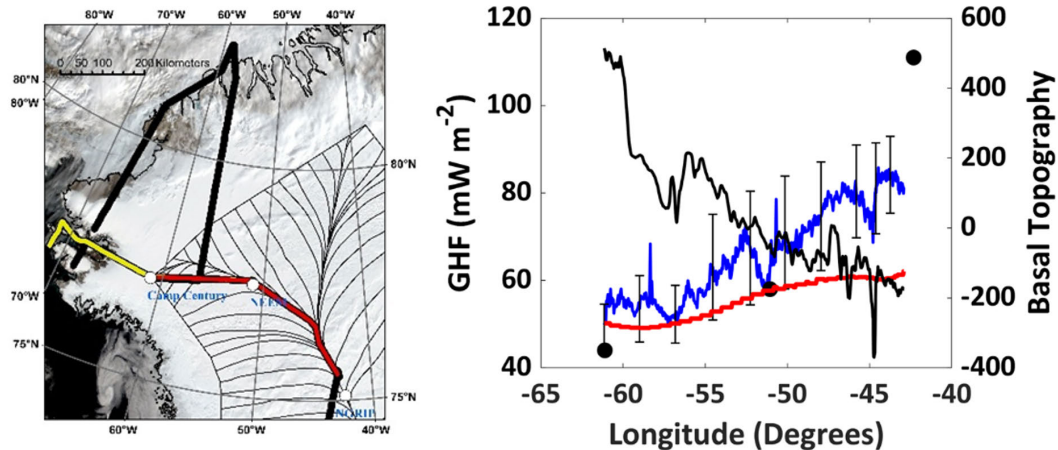 80°W 70°W 60°W 50°W 40°W
0 50 100 200 Kilometers
80°N
80°W
80°N
Camp Century
NEEM
70°W
75°N
NGRIP
75°N
60°W 50°W 40°W
120
100
80
60
40
GHF (mW m-2)
600
400
200
0
-200
-400
Basal Topography
-65 -60 -55 -50 -45 -40
Longitude (Degrees)